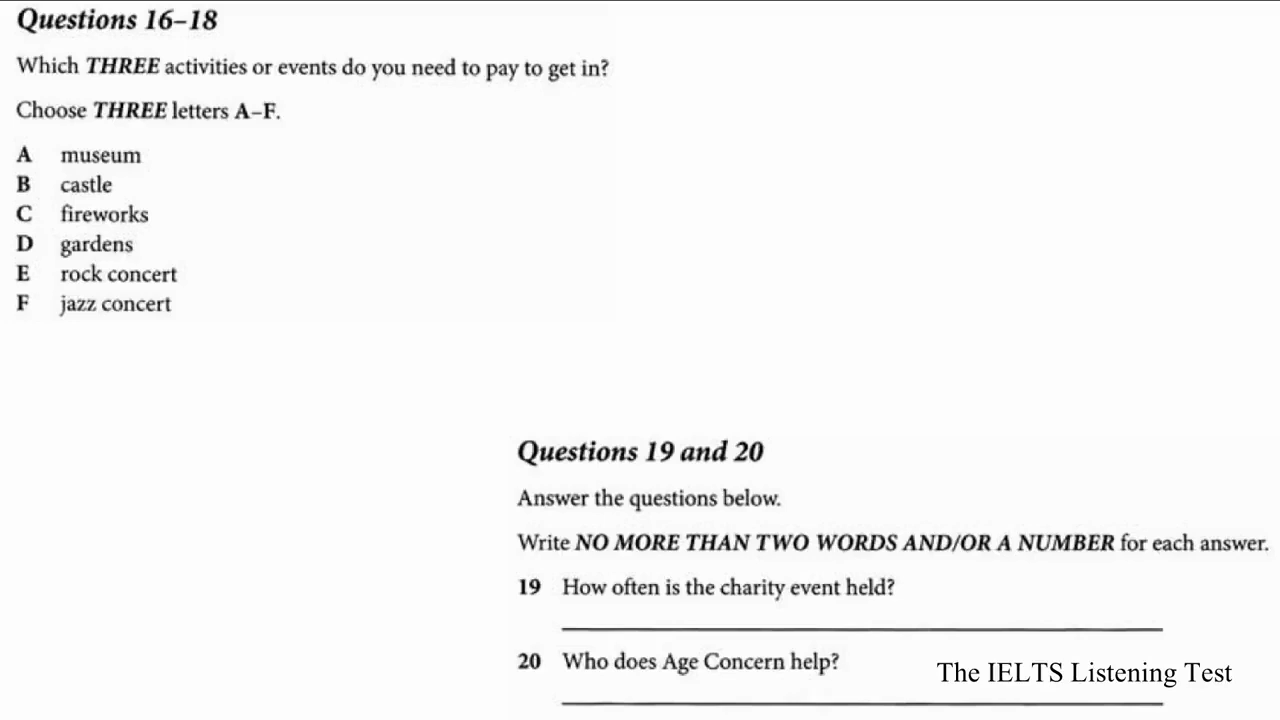 Questions 16–18
Which THREE activities or events do you need to pay to get in?
Choose THREE letters A–F.
A museum
B castle
C fireworks
D gardens
E rock concert
F jazz concert
Questions 19 and 20
Answer the questions below.
Write NO MORE THAN TWO WORDS AND/OR A NUMBER for each answer.
19 How often is the charity event held?
20 Who does Age Concern help?
The IELTS Listening Test